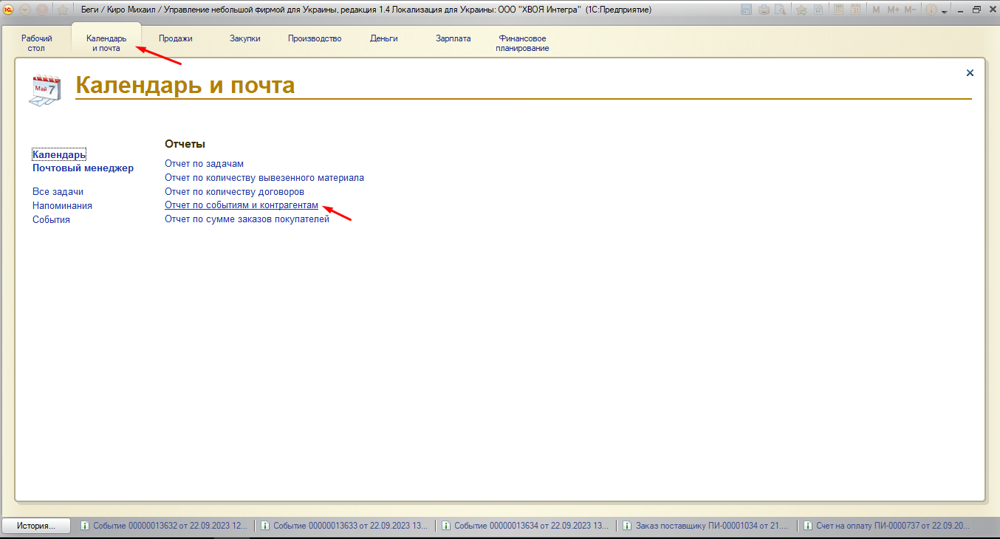 Беги / Киро Михаил / Управление небольшой фирмой для Украины, редакция 1.4 Локализация для Украины: ООО "ХВОЯ Интегра" (1С:Предприятие)
M M+ M-
Рабочий стол
Календарь и почта
Продажи
Закупки
Производство
Деньги
Зарплата
Финансовое планирование
Май 7
Календарь и почта
Календарь
Почтовый менеджер
Все задачи
Напоминания
События
Отчеты
Отчет по задачам
Отчет по количеству вывезенного материала
Отчет по количеству договоров
Отчет по событиям и контрагентам
Отчет по сумме заказов покупателей
История...
Событие 00000013632 от 22.09.2023 12...
Событие 00000013633 от 22.09.2023 13...
Событие 00000013634 от 22.09.2023 13...
Заказ поставщику ПИ-00001034 от 21....
Счет на оплату ПИ-0000737 от 22.09.20...